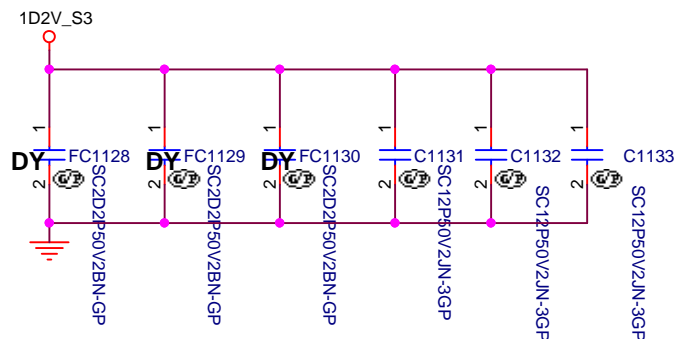 1D2V_S3
1
1
1
1
1
1
DY
FC1128
DY
FC1129
DY
FC1130
C1131
C1132
C1133
2
G/P
2
G/P
2
G/P
2
G/P
2
G/P
2
G/P
SC2D2P50V2BN-GP
SC2D2P50V2BN-GP
SC2D2P50V2BN-GP
SC12P50V2JN-3GP
SC12P50V2JN-3GP
SC12P50V2JN-3GP